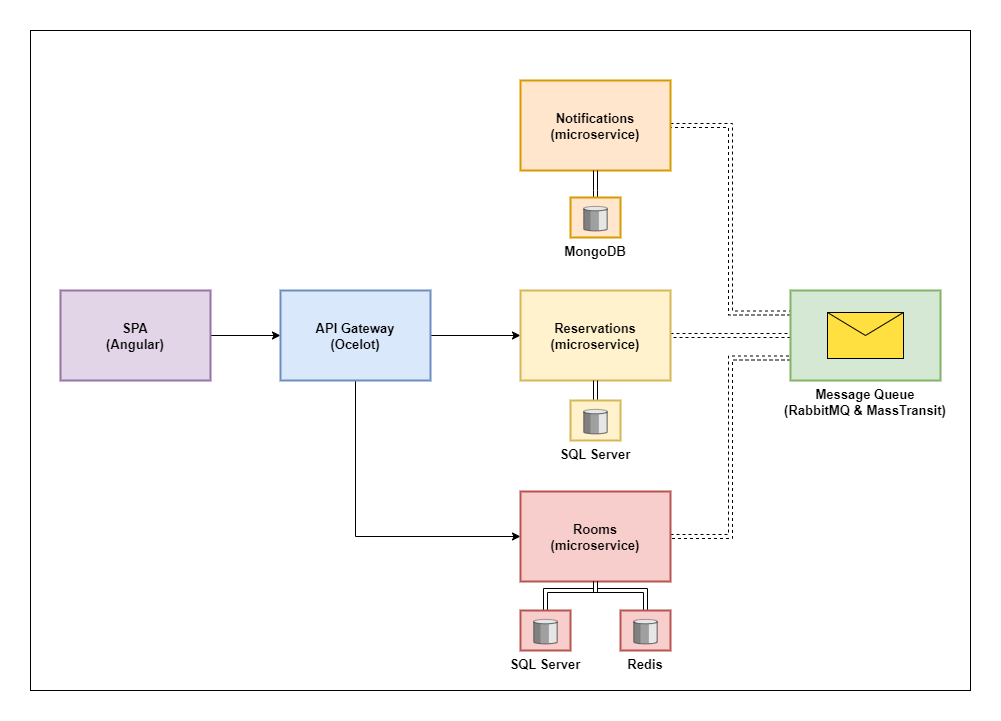 Notifications
(microservice)
MongoDB
SPA
(Angular)
API Gateway
(Ocelot)
Reservations
(microservice)
Message Queue
(RabbitMQ & MassTransit)
SQL Server
Rooms
(microservice)
SQL Server
Redis